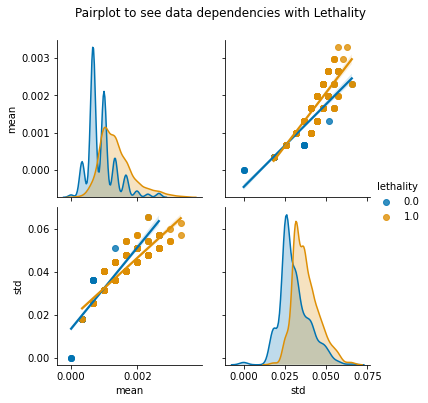 Pairplot to see data dependencies with Lethality
0.003
0.002
0.001
0.000
mean
lethality
0.0
1.0
0.06
0.04
0.02
0.00
std
0.000 0.002
mean
0.000 0.025 0.050 0.075
std